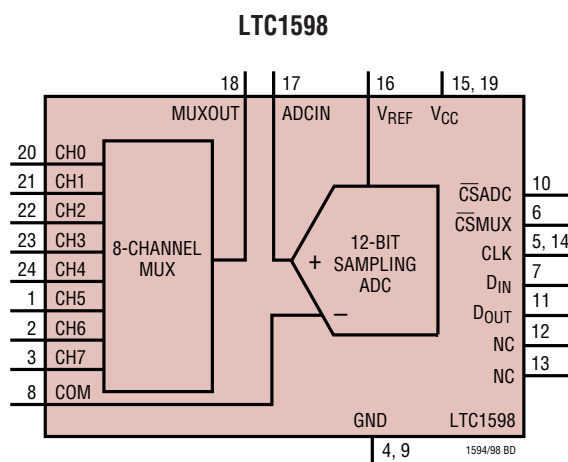 LTC1598
18 17 16 15, 19
MUXOUT ADCIN VREF VCC
20 CH0
21 CH1
22 CH2
23 CH3
24 CH4
1 CH5
2 CH6
3 CH7
8 COM
8-CHANNEL
MUX
+
12-BIT
SAMPLING
ADC
–
C̅S̅ADC 10
C̅S̅MUX 6
CLK 5, 14
DIN 7
DOUT 11
NC 12
NC 13
GND LTC1598
4, 9 1594/98 BD